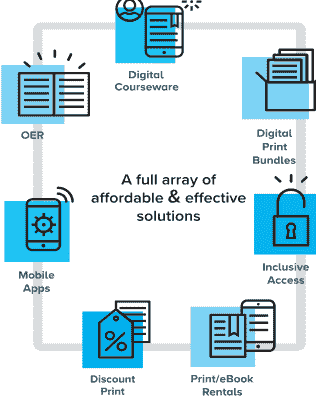 Digital
Courseware
OER
Digital
Print
Bundles
A full array of
affordable & effective
solutions
Mobile
Apps
Inclusive
Access
%
Discount
Print
Print/eBook
Rentals